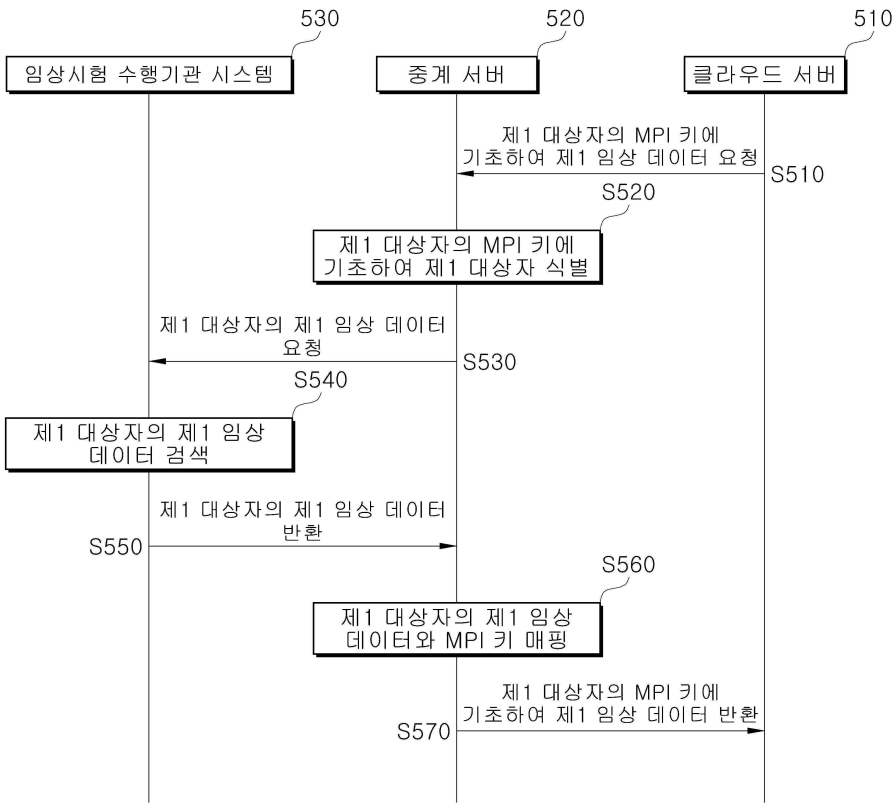 530
520
510
임상시험 수행기관 시스템
중계 서버
클라우드 서버
제1 대상자의 MPI 키에
기초하여 제1 임상 데이터 요청
S510
S520
제1 대상자의 MPI 키에
기초하여 제1 대상자 식별
제1 대상자의 제1 임상 데이터
요청
S530
S540
제1 대상자의 제1 임상
데이터 검색
제1 대상자의 제1 임상 데이터
반환
S550
S560
제1 대상자의 제1 임상
데이터와 MPI 키 매핑
제1 대상자의 MPI 키에
기초하여 제1 임상 데이터 반환
S570